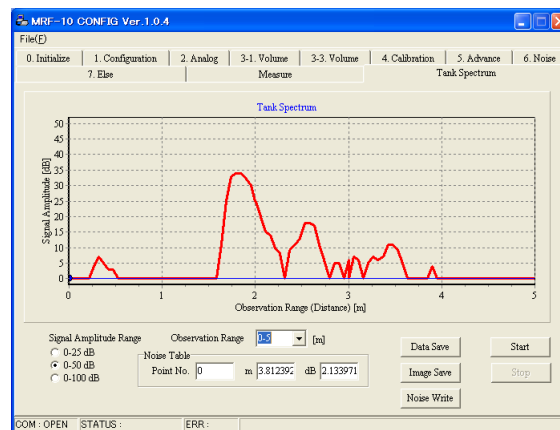 MRF-10 CONFIG Ver.1.0.4
File(F)
0. Initialize 1. Configuration 2. Analog 3-1. Volume 3-3. Volume 4. Calibration 5. Advance 6. Noise
7. Else Measure Tank Spectrum
Tank Spectrum
Signal Amplitude [dB]
50
45
40
35
30
25
20
15
10
5
0
0 1 2 3 4 5
Observation Range (Distance) [m]
Signal Amplitude Range
0-25 dB
0-50 dB
0-100 dB
Observation Range 0-5 [m]
Noise Table
Point No. 0 m 3.812392 dB 2.133971
Data Save Start
Image Save Stop
Noise Write
COM : OPEN STATUS : ERR :